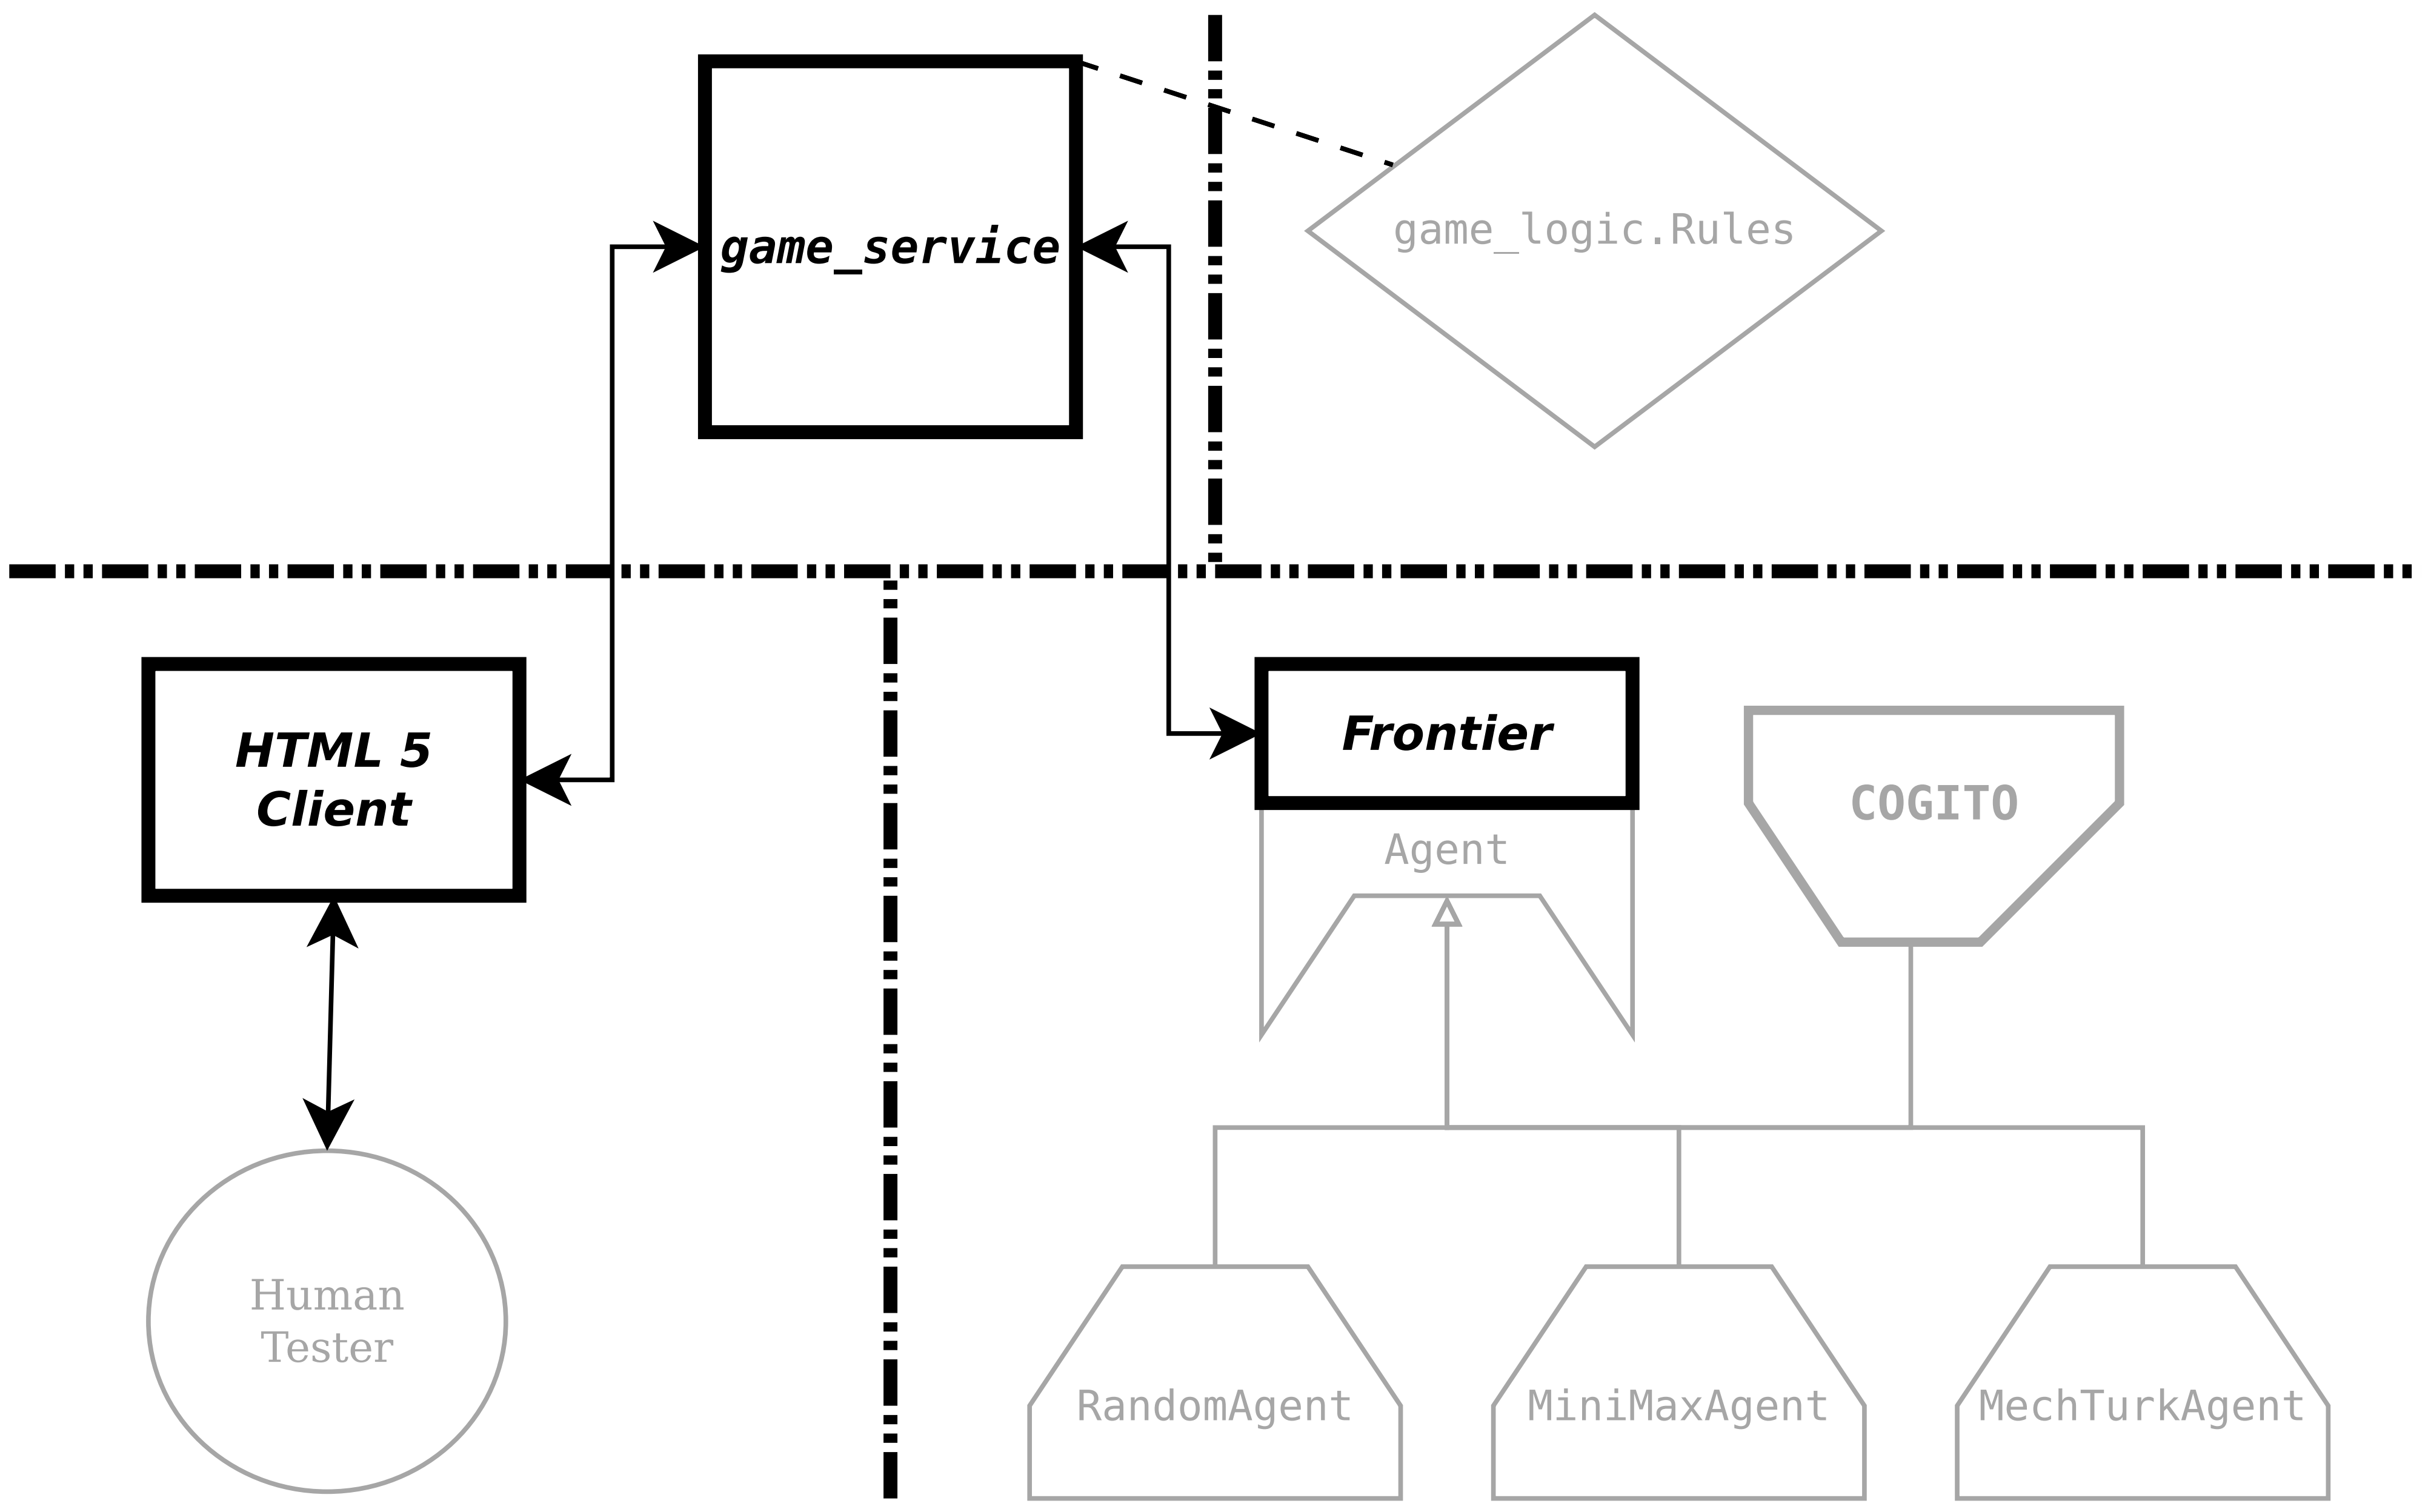 game_service
game_logic.Rules
HTML 5
Client
Frontier
Agent
COGITO
Human
Tester
RandomAgent
MiniMaxAgent
MechTurkAgent